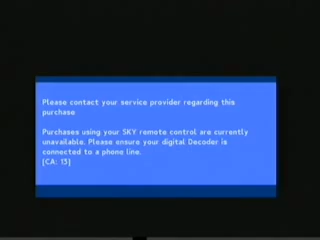 Please contact your service provider regarding this
purchase
Purchases using your SKY remote control are currently
unavailable. Please ensure your digital Decoder is
connected to a phone line.
[CA: 13]